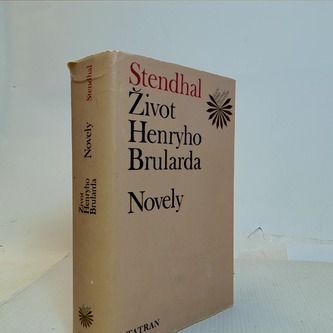 Stendhal
Život
Henryho
Brularda
Novely
TATRAN
Stendhal
Novely
Život
Henryho
Brularda